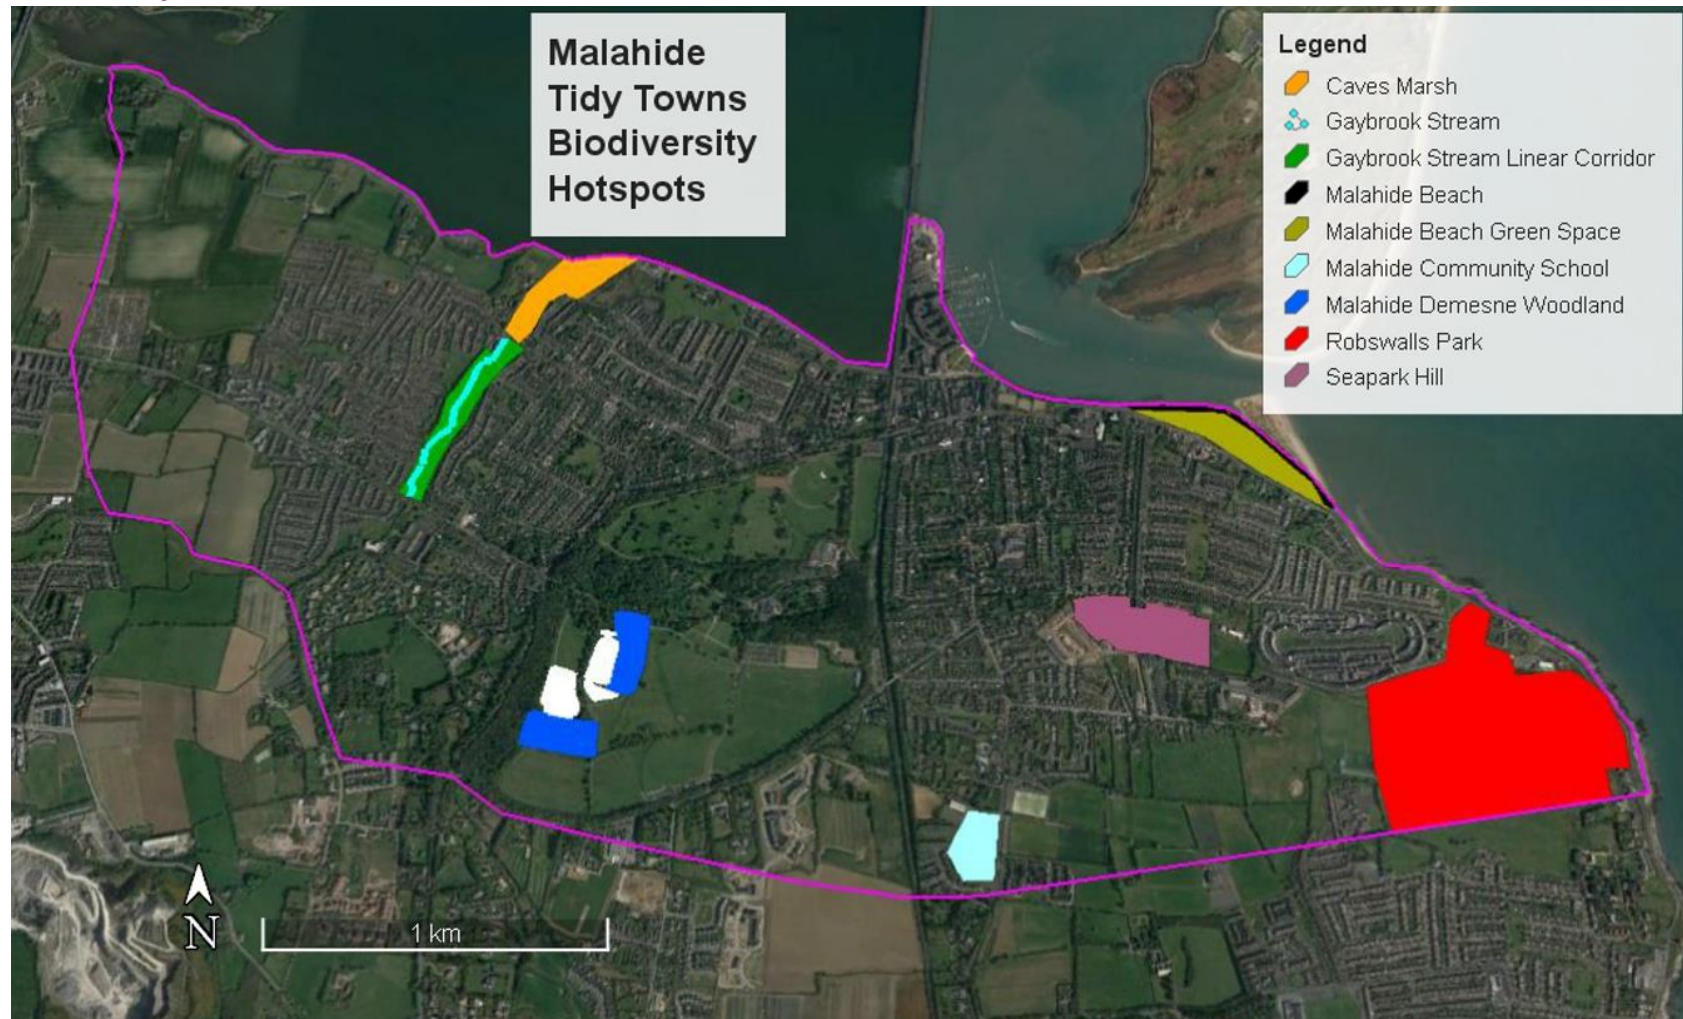 Malahide
Tidy Towns
Biodiversity
Hotspots
Legend
Caves Marsh
Gaybrook Stream
Gaybrook Stream Linear Corridor
Malahide Beach
Malahide Beach Green Space
Malahide Community School
Malahide Demesne Woodland
Robswalls Park
Seapark Hill
N
1 km